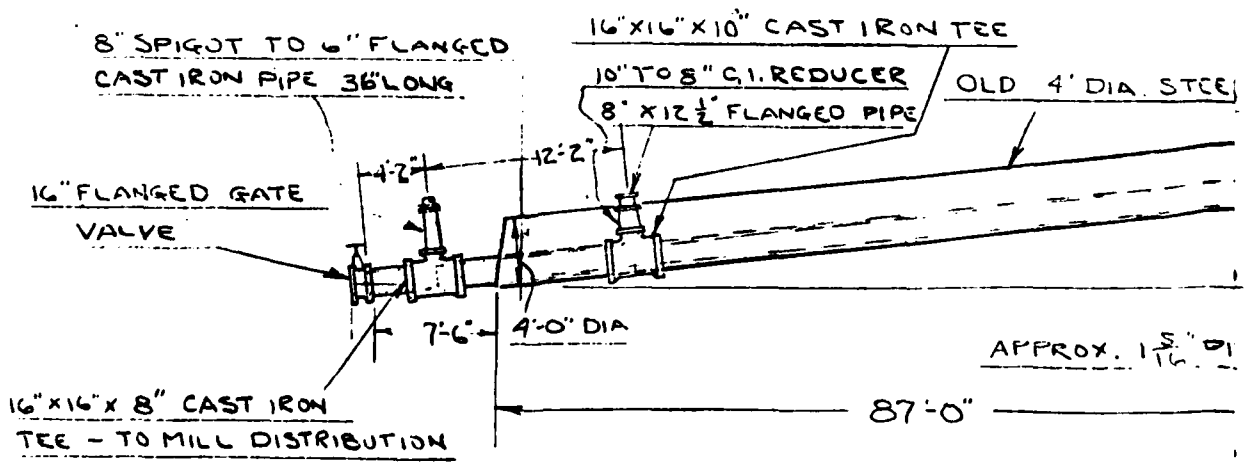 8" SPIGOT TO 6" FLANGED
CAST IRON PIPE 36" LONG
16"X16"X10" CAST IRON TEE
10" TO 8" C.I. REDUCER
8" X12 1/2" FLANGED PIPE
OLD 4' DIA. STEE
4'-2"
12'-2"
16" FLANGED GATE
VALVE
7'-6"
4'-0" DIA
APPROX. 1 5/16"
87'-0"
16"X16"X 8" CAST IRON
TEE - TO MILL DISTRIBUTION